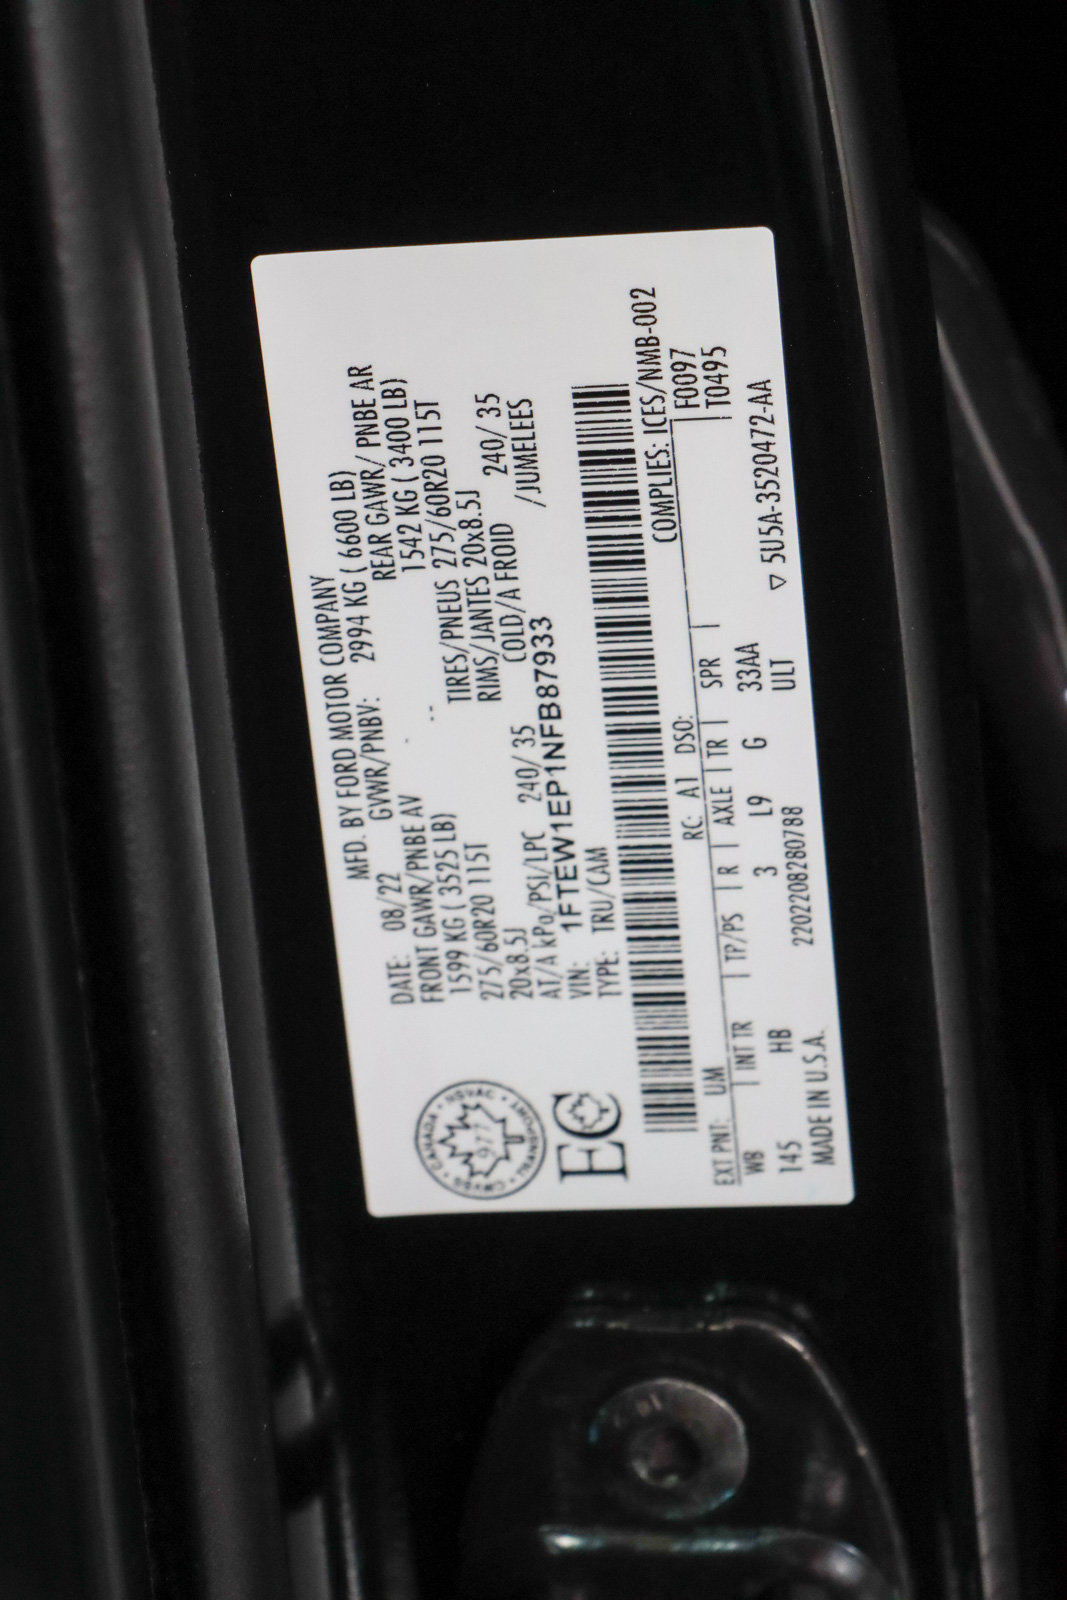 MFD. BY FORD MOTOR COMPANY
DATE: 08/22 GVWR/PNBV: 2994 KG ( 6600 LB)
FRONT GAWR/PNBE AV REAR GAWR/ PNBE AR
1599 KG ( 3525 LB) 1542 KG ( 3400 LB)
275/60R20 115T TIRES/PNEUS 275/60R20 115T
20x8.5J RIMS/JANTES 20x8.5J
AT/A kPa/PSI/LPC 240/ 35 COLD/A FROID 240/ 35
VIN: 1FTEW1EP1NFB87933 /JUMELEES
TYPE: TRU/CAM
CANADA
977
EC
COMPLIES: ICES/NMB-002
EXT PNT: UM RC: A1 DSO: F0097
WB INT TR TP/PS R AXLE TR SPR T0495
145 HB 3 L9 G 33AA
MADE IN U.S.A. 2202208280788 ULT ▽ 5U5A-3520472-AA